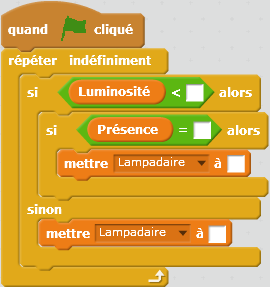 quand cliqué
répéter indéfiniment
si Luminosité < alors
si Présence = alors
mettre Lampadaire à
sinon
mettre Lampadaire à